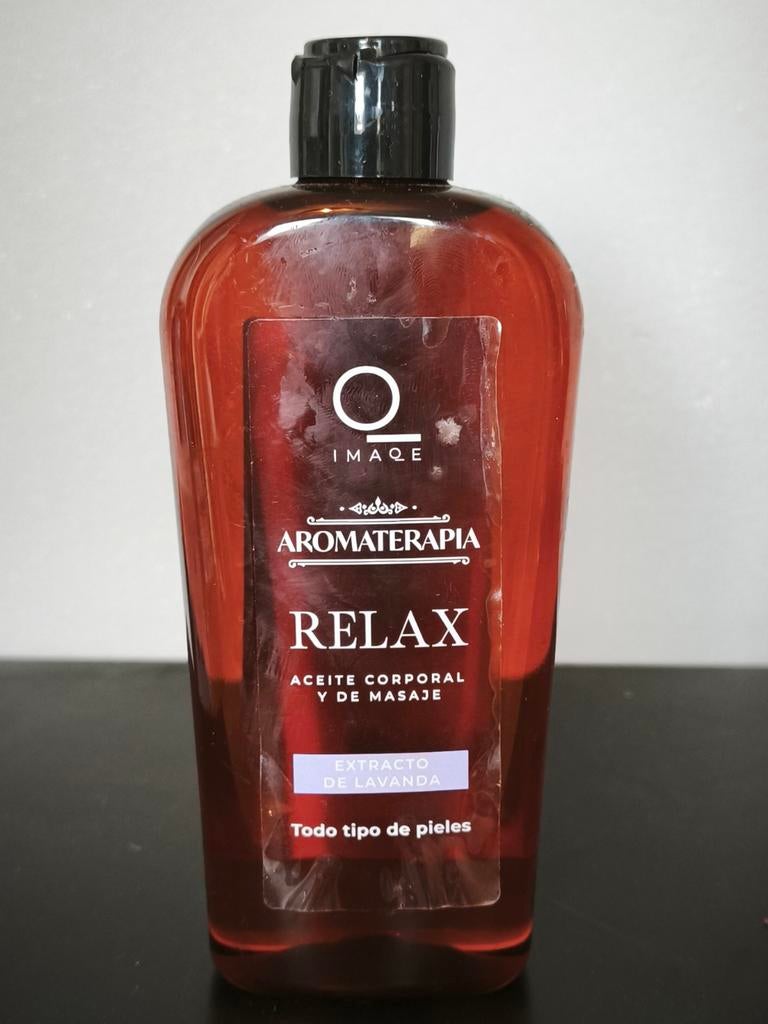 IMAQE
AROMATERAPIA
RELAX
ACEITE CORPORAL
Y DE MASAJE
EXTRACTO
DE LAVANDA
Todo tipo de pieles